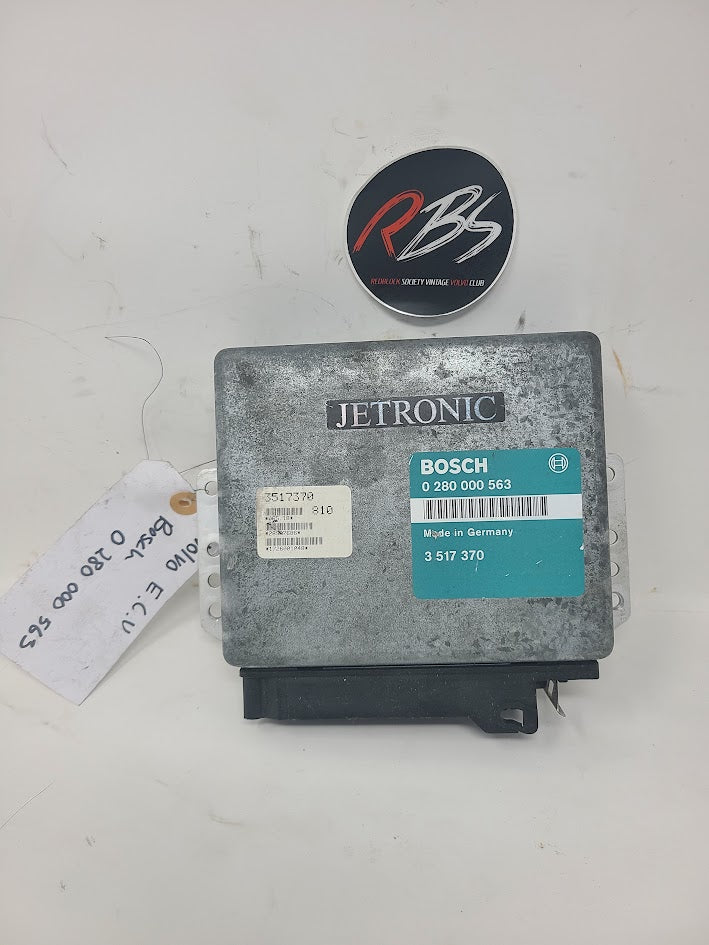 RBS
REDBLOCK SOCIETY VINTAGE VOLVO CLUB
JETRONIC
BOSCH
0 280 000 563
Made in Germany
3 517 370
3517370
810
Volvo E.C.U
Bosch
0 280 000 563